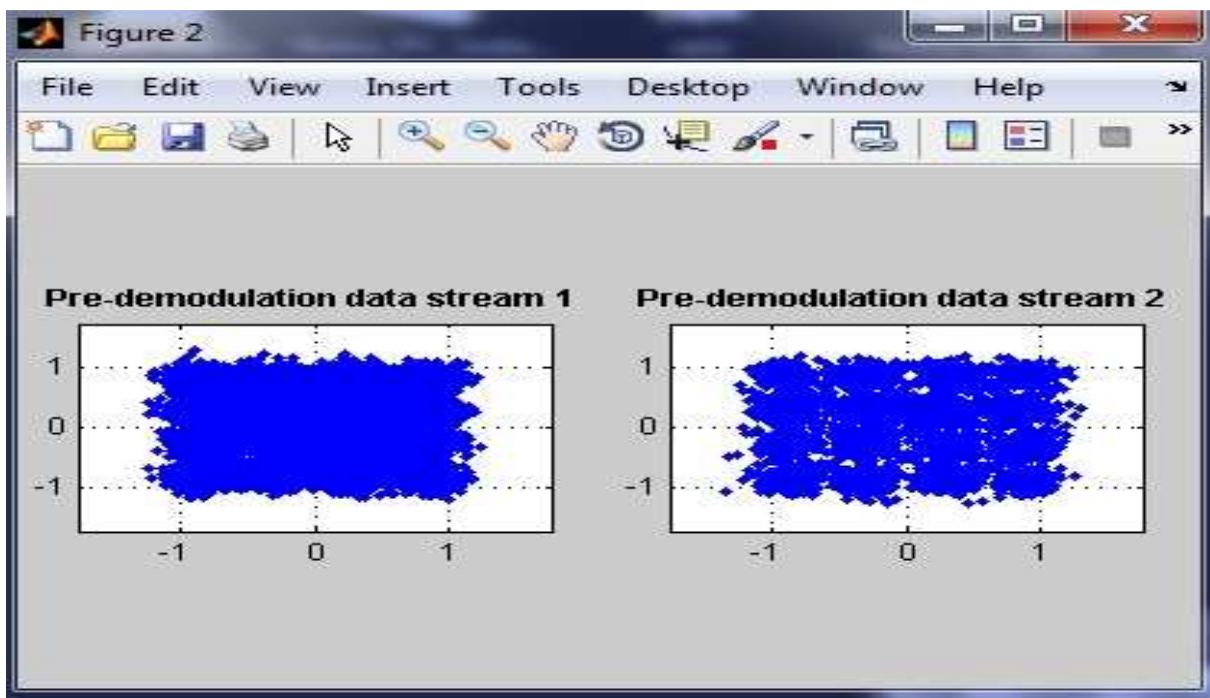 Figure 2
File Edit View Insert Tools Desktop Window Help
Pre-demodulation data stream 1
1
0
-1
-1 0 1
Pre-demodulation data stream 2
1
0
-1
-1 0 1